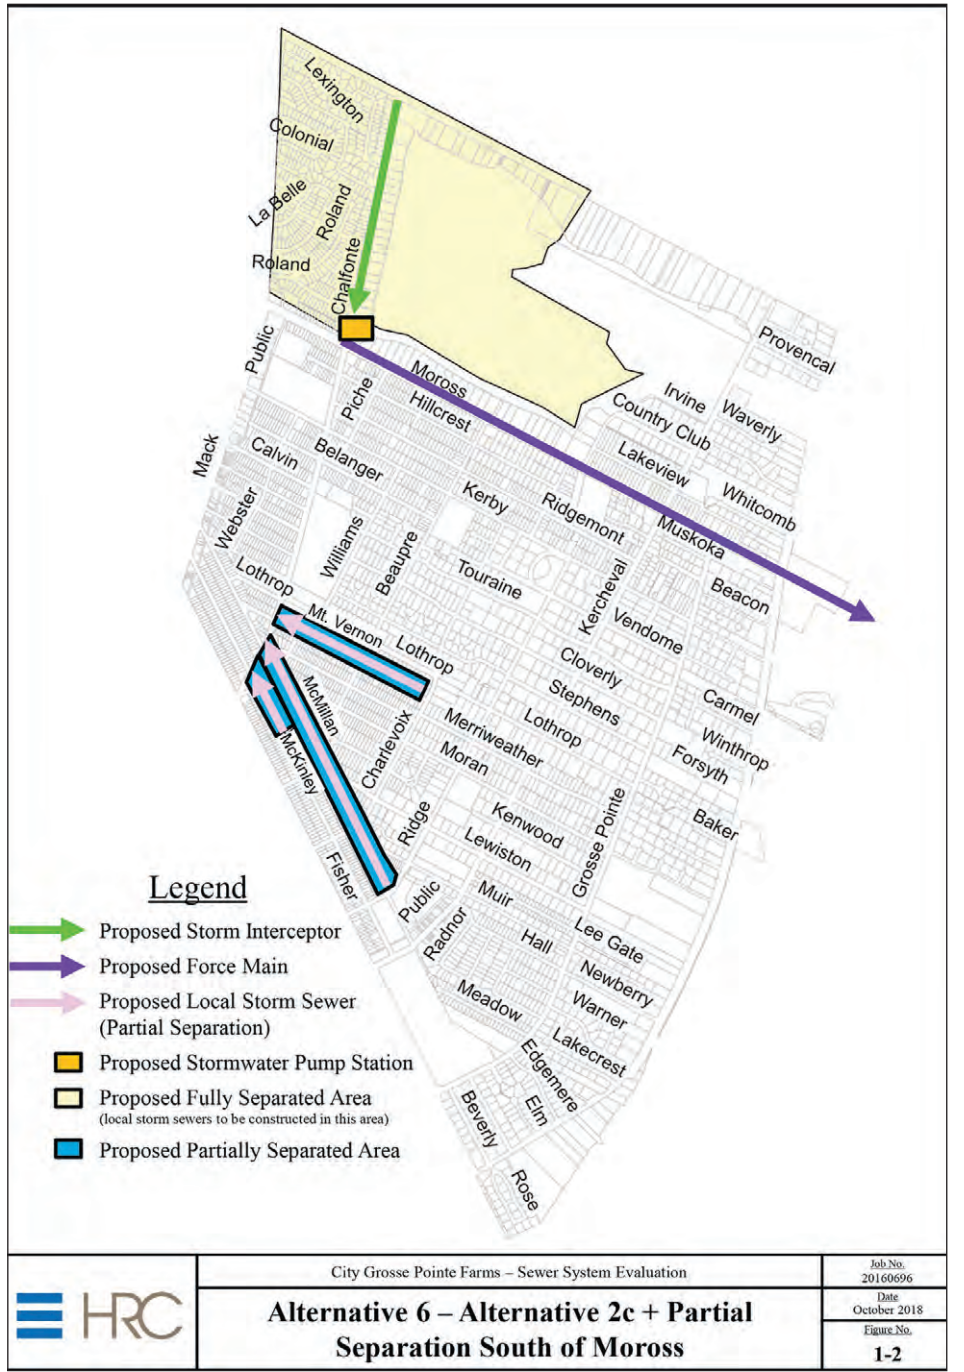 Lexington
Colonial
La Belle
Roland
Roland
Chalfonte
Public
Piche
Moross
Hillcrest
Provencal
Irvine
Waverly
Country Club
Lakeview
Whitcomb
Mack
Calvin
Belanger
Webster
Kerby
Ridgemont
Muskoka
Williams
Beaupre
Lothrop
Touraine
Kercheval
Beacon
Mt. Vernon
Lothrop
Vendome
Cloverly
Stephens
Carmel
McMillan
Lothrop
Winthrop
Charlevoix
Merriweather
Forsyth
McKinley
Moran
Grosse Pointe
Baker
Ridge
Kenwood
Lewiston
Fisher
Public
Muir
Radnor
Hall
Lee Gate
Newberry
Meadow
Warner
Lakecrest
Edgemere
Elm
Beverly
Rose
Legend
Proposed Storm Interceptor
Proposed Force Main
Proposed Local Storm Sewer
(Partial Separation)
Proposed Stormwater Pump Station
Proposed Fully Separated Area
(local storm sewers to be constructed in this area)
Proposed Partially Separated Area
HRC
City Grosse Pointe Farms – Sewer System Evaluation
Alternative 6 – Alternative 2c + Partial
Separation South of Moross
Job No.
20160696
Date
October 2018
Figure No.
1-2